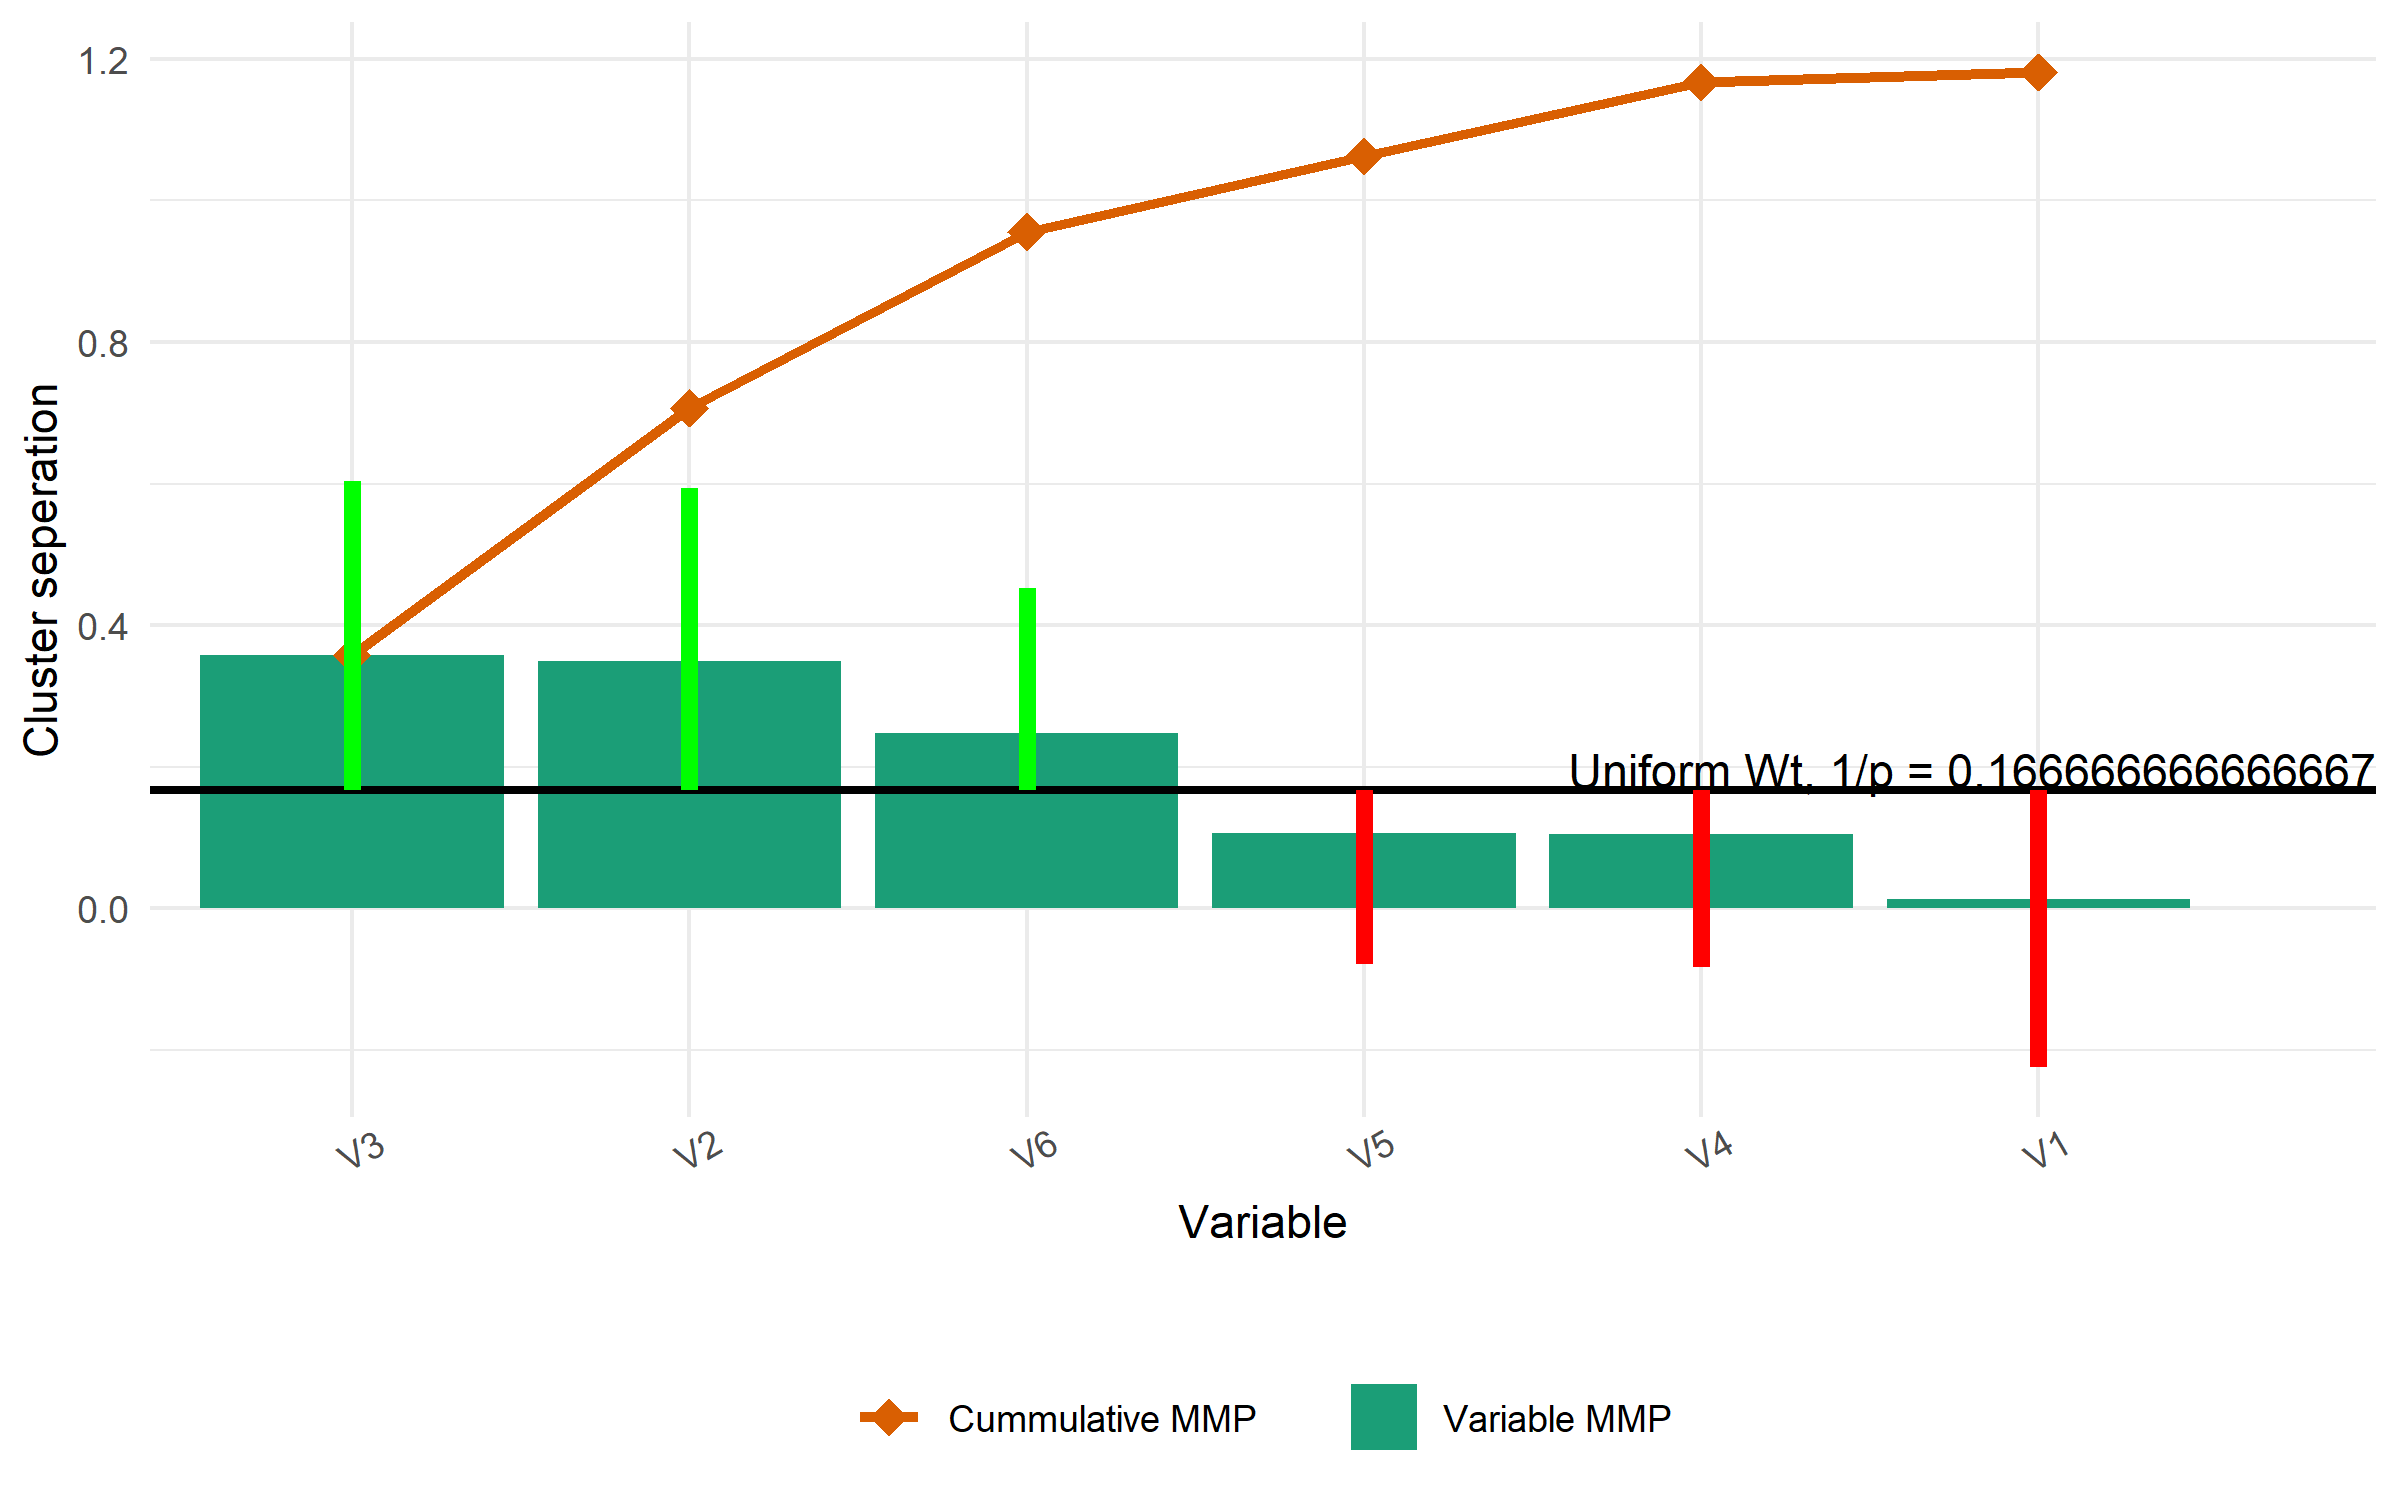 1.2
0.8
0.4
0.0
Cluster seperation
Uniform Wt, 1/p = 0.166666666666667
V3
V2
V6
V5
V4
V1
Variable
Cummulative MMP
Variable MMP